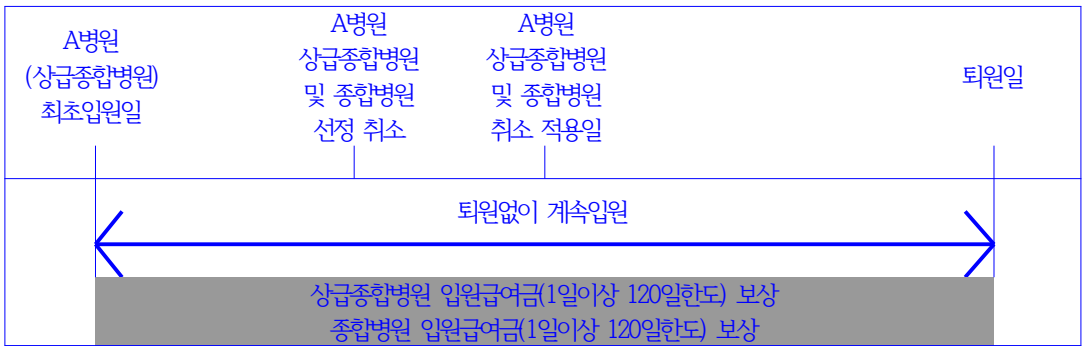 A병원
(상급종합병원)
최초입원일
A병원
상급종합병원
및 종합병원
선정 취소
A병원
상급종합병원
및 종합병원
취소 적용일
퇴원일
퇴원없이 계속입원
상급종합병원 입원급여금(1일이상 120일한도) 보상
종합병원 입원급여금(1일이상 120일한도) 보상